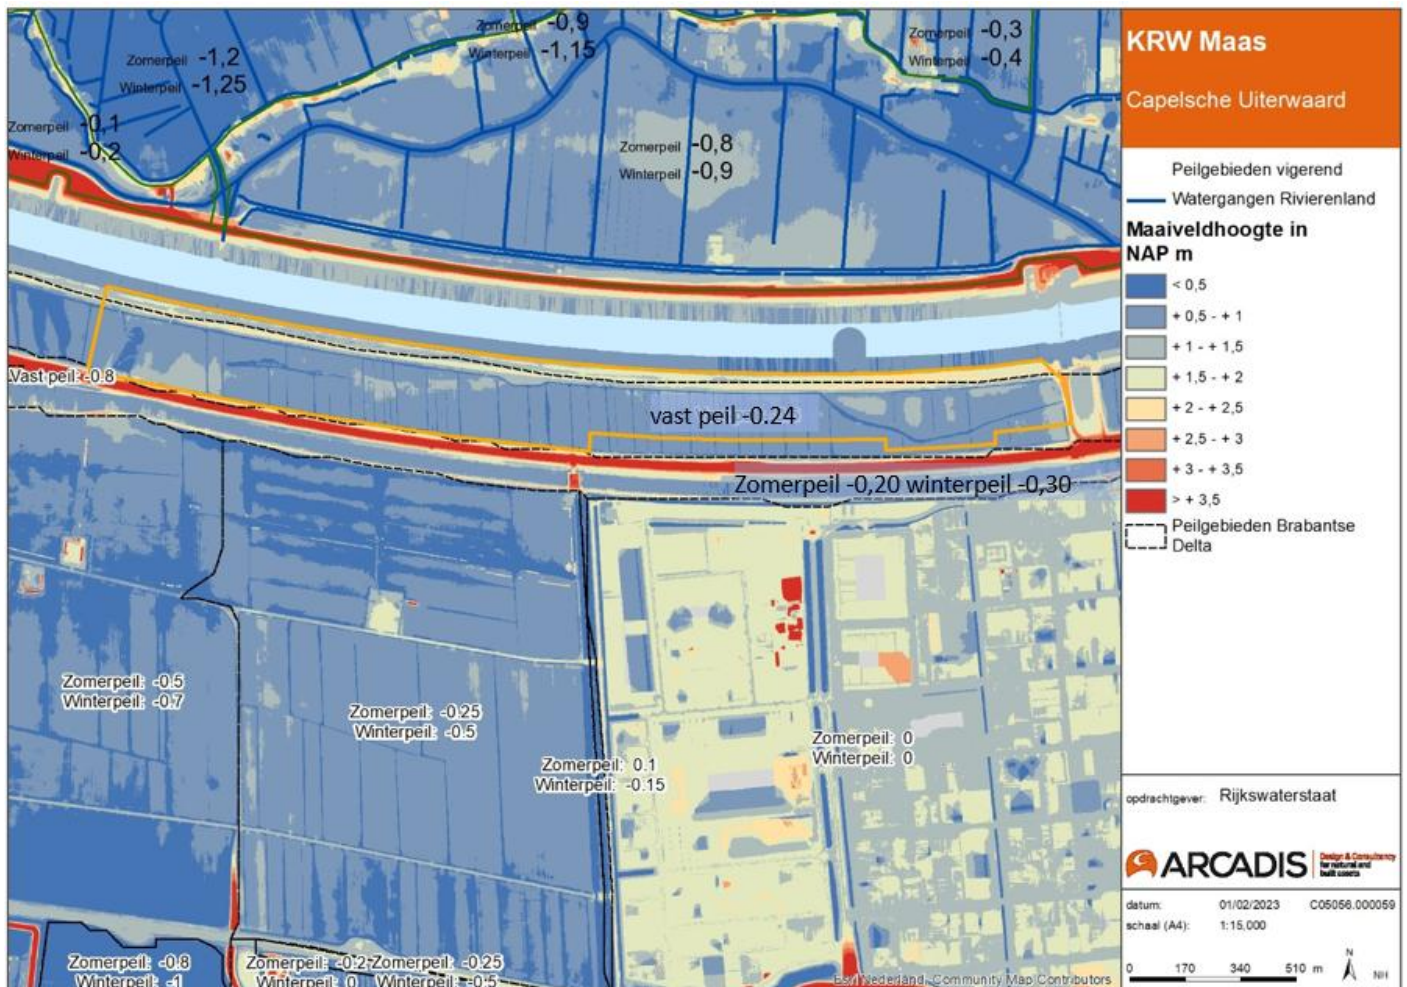 Zomerpeil -1,2
Winterpeil -1,25
Zomerpeil -0,9
Winterpeil -1,15
Zomerpeil -0,3
Winterpeil -0,4
Zomerpeil -0,1
Winterpeil -0,2
Zomerpeil -0,8
Winterpeil -0,9
Vast peil: -0.8
vast peil -0.24
Zomerpeil -0,20 winterpeil -0,30
Zomerpeil: -0.5
Winterpeil: -0.7
Zomerpeil: -0.25
Winterpeil: -0.5
Zomerpeil: 0.1
Winterpeil: -0.15
Zomerpeil: 0
Winterpeil: 0
Zomerpeil: -0.8
Winterpeil: -1
Zomerpeil: -0.2
Winterpeil: 0
Zomerpeil: -0.25
Winterpeil: -0.5
Esri Nederland, Community Map Contributors
KRW Maas
Capelsche Uiterwaard
Peilgebieden vigerend
Watergangen Rivierenland
Maaiveldhoogte in
NAP m
< 0,5
+ 0,5 - + 1
+ 1 - + 1,5
+ 1,5 - + 2
+ 2 - + 2,5
+ 2,5 - + 3
+ 3 - + 3,5
> + 3,5
Peilgebieden Brabantse
Delta
opdrachtgever: Rijkswaterstaat
ARCADIS
Design & Consultancy
for natural and
built assets
datum: 01/02/2023 C05056.000059
schaal (A4): 1:15,000
N
0 170 340 510 m
NH